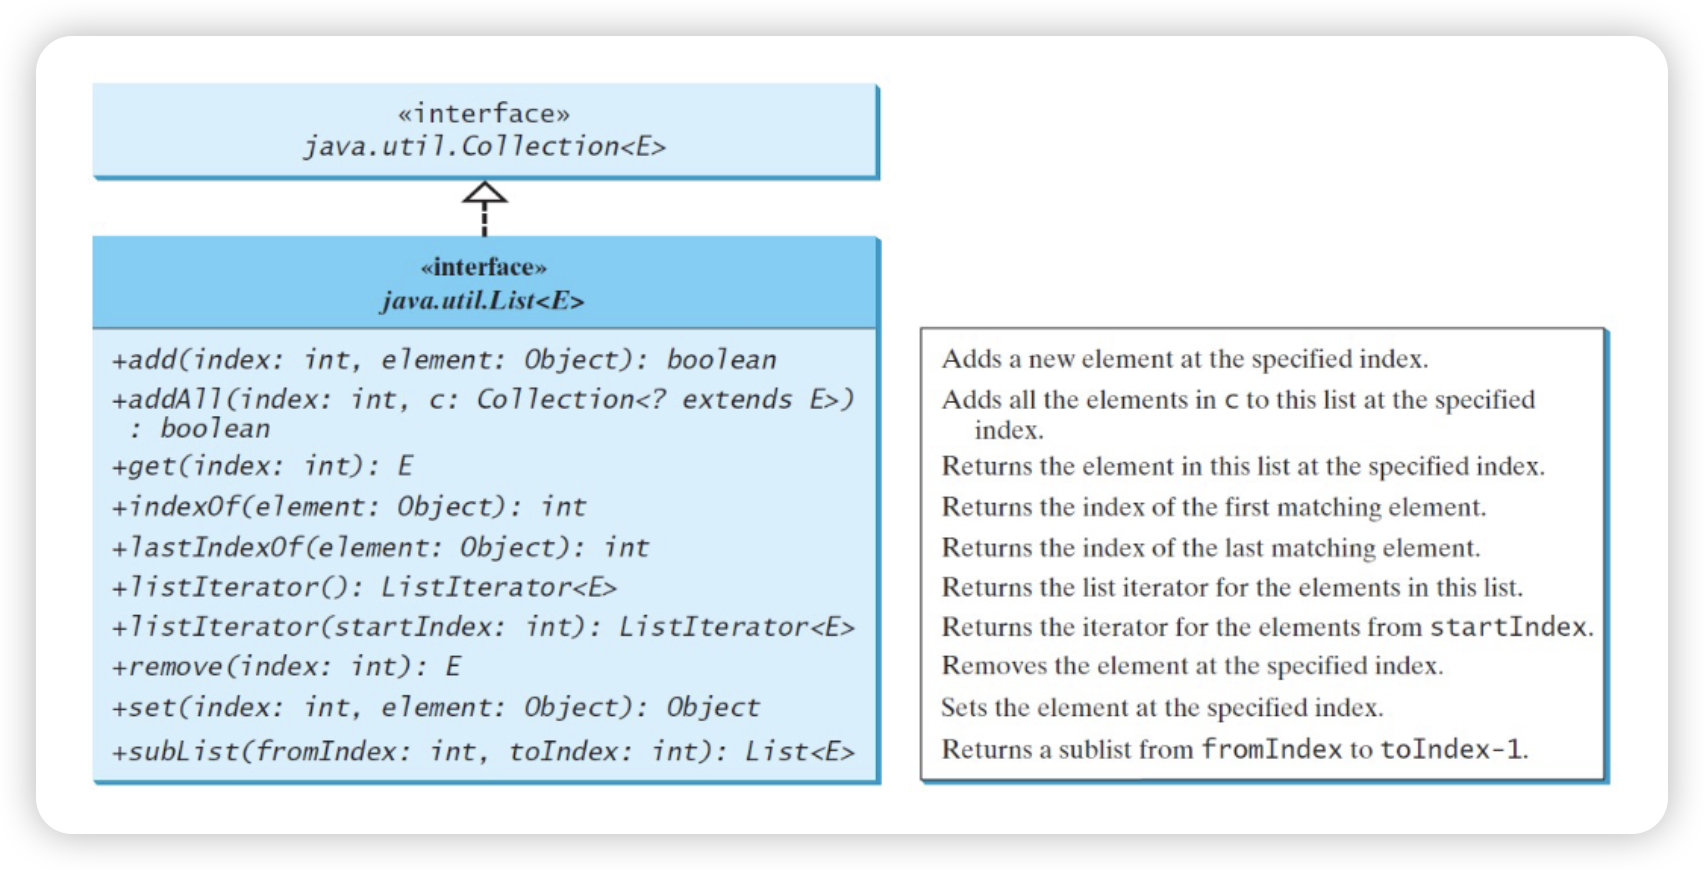 «interface»
java.util.Collection<E>
«interface»
java.util.List<E>
+add(index: int, element: Object): boolean
+addAll(index: int, c: Collection<? extends E>)
: boolean
+get(index: int): E
+indexOf(element: Object): int
+lastIndexOf(element: Object): int
+listIterator(): ListIterator<E>
+listIterator(startIndex: int): ListIterator<E>
+remove(index: int): E
+set(index: int, element: Object): Object
+subList(fromIndex: int, toIndex: int): List<E>
Adds a new element at the specified index.
Adds all the elements in c to this list at the specified
index.
Returns the element in this list at the specified index.
Returns the index of the first matching element.
Returns the index of the last matching element.
Returns the list iterator for the elements in this list.
Returns the iterator for the elements from startIndex.
Removes the element at the specified index.
Sets the element at the specified index.
Returns a sublist from fromIndex to toIndex-1.